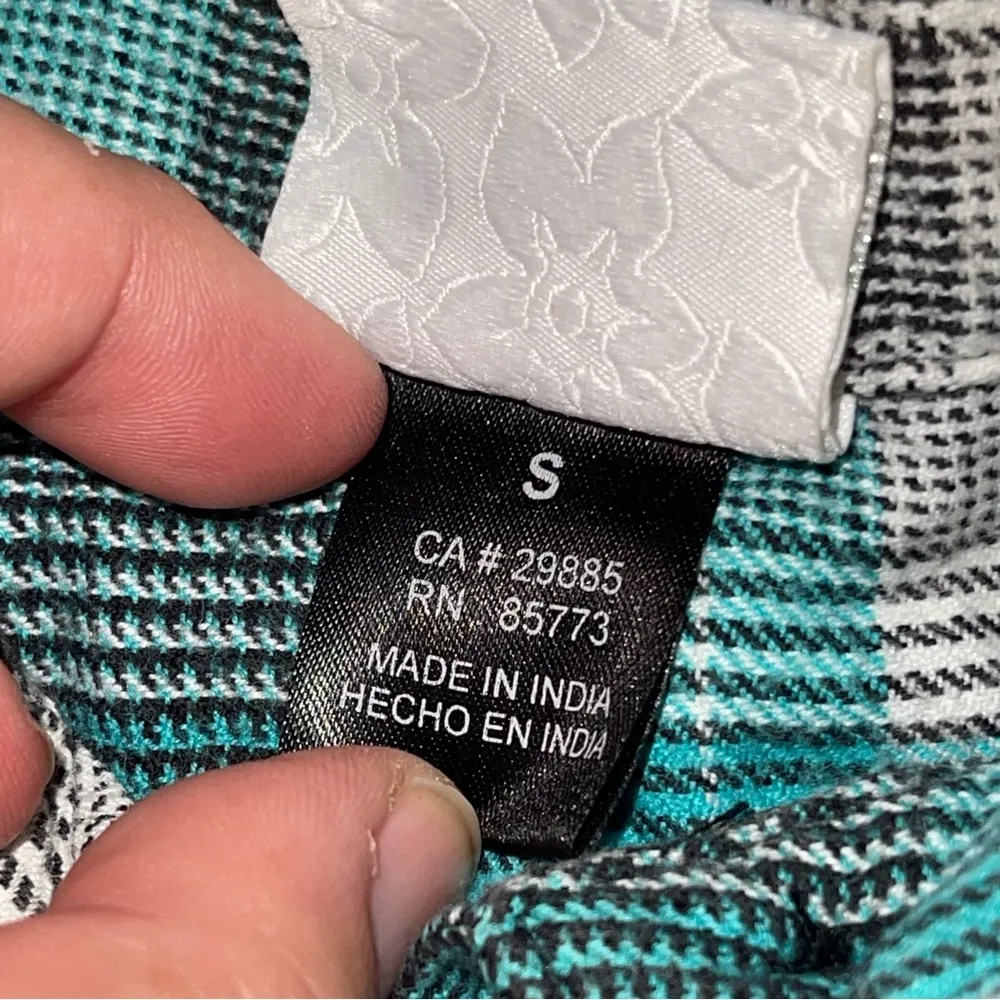 S
CA # 29885
RN 85773
MADE IN INDIA
HECHO EN INDIA